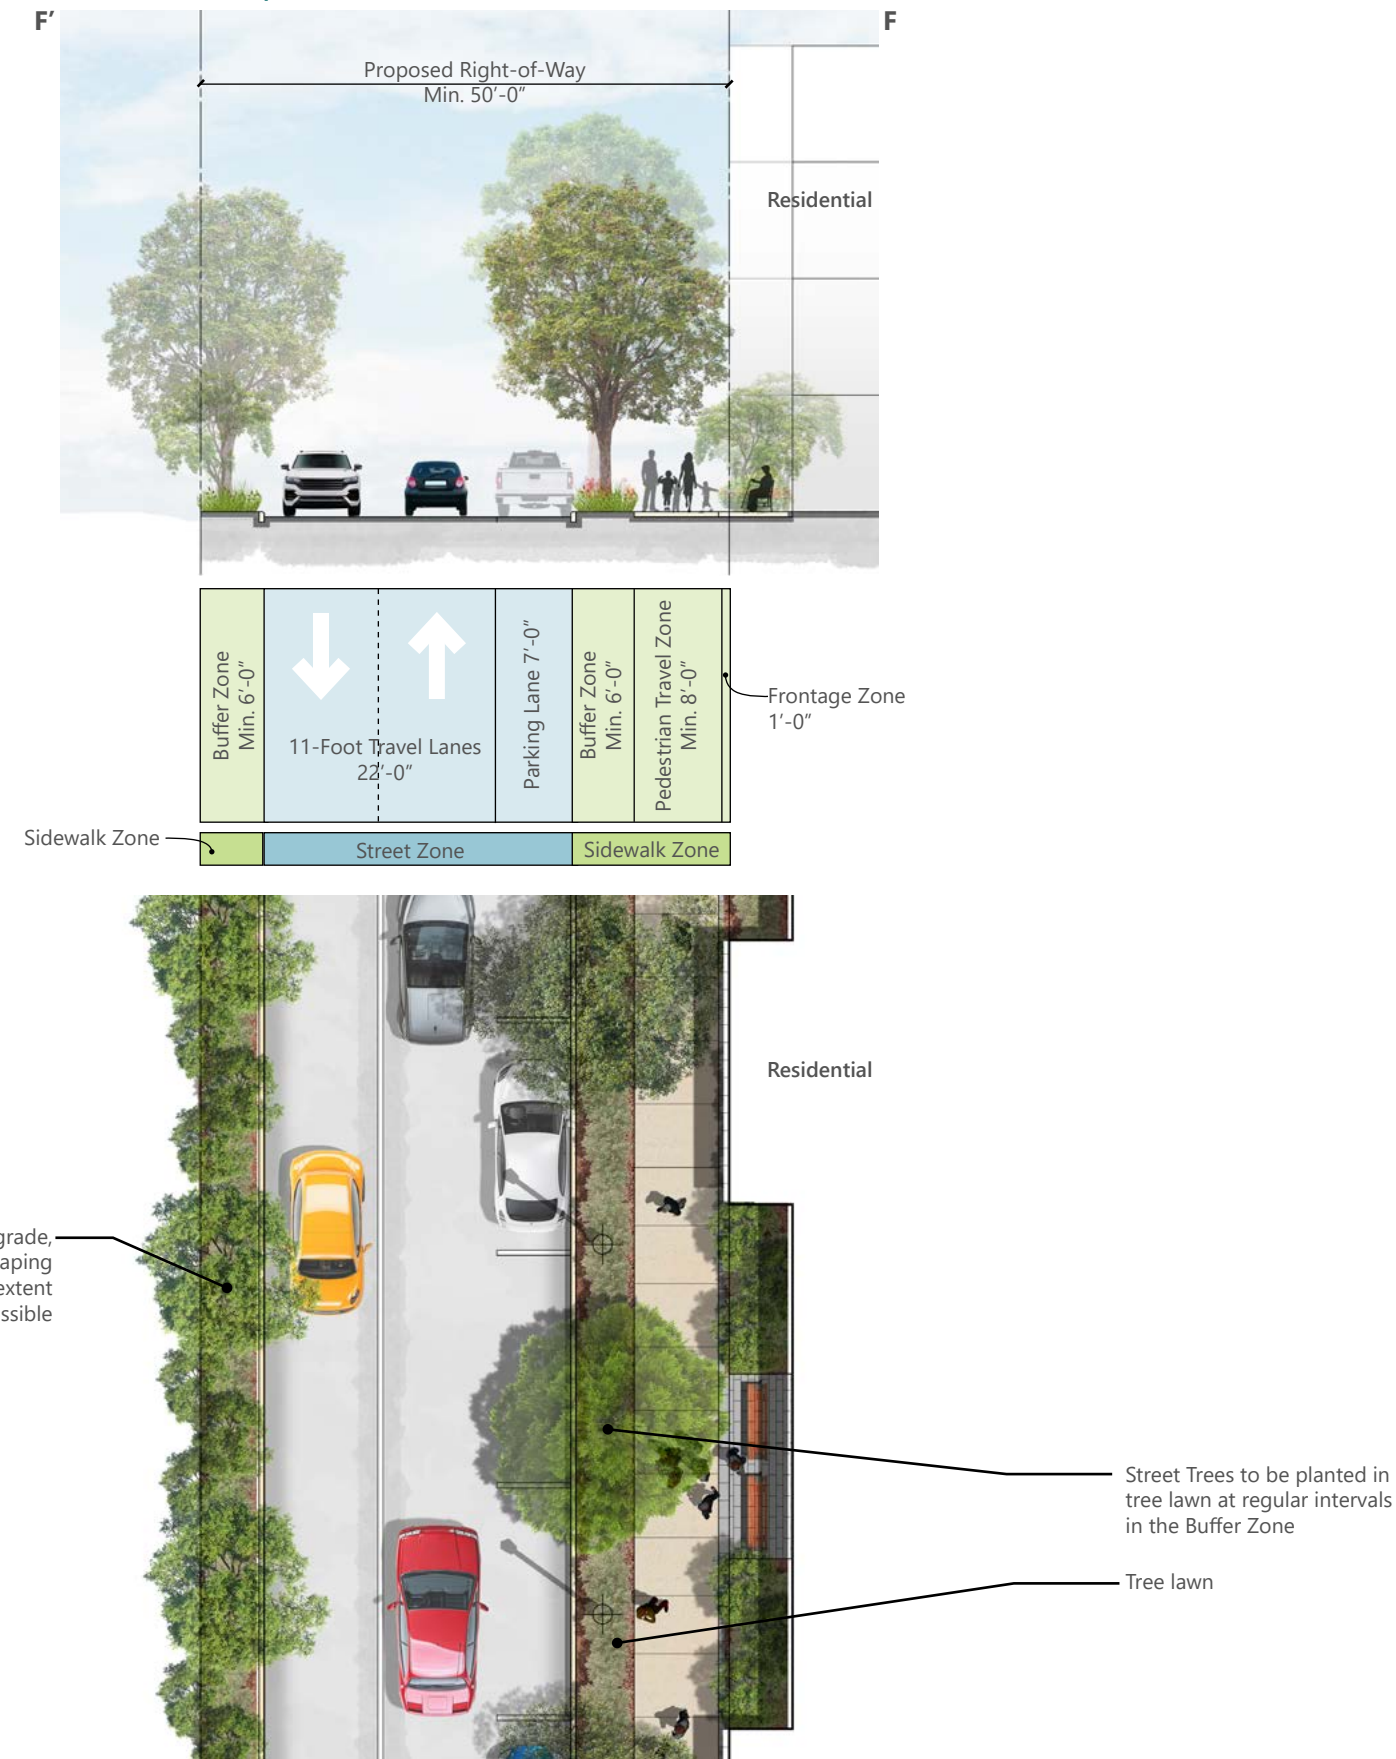 F’
F
Proposed Right-of-Way
Min. 50’-0”
Residential
Buffer Zone
Min. 6’-0”
11-Foot Travel Lanes
22’-0”
Parking Lane 7’-0”
Buffer Zone
Min. 6’-0”
Pedestrian Travel Zone
Min. 8’-0”
Frontage Zone
1’-0”
Sidewalk Zone
Street Zone
Sidewalk Zone
Residential
grade,
extent
Street Trees to be planted in
tree lawn at regular intervals
in the Buffer Zone
Tree lawn